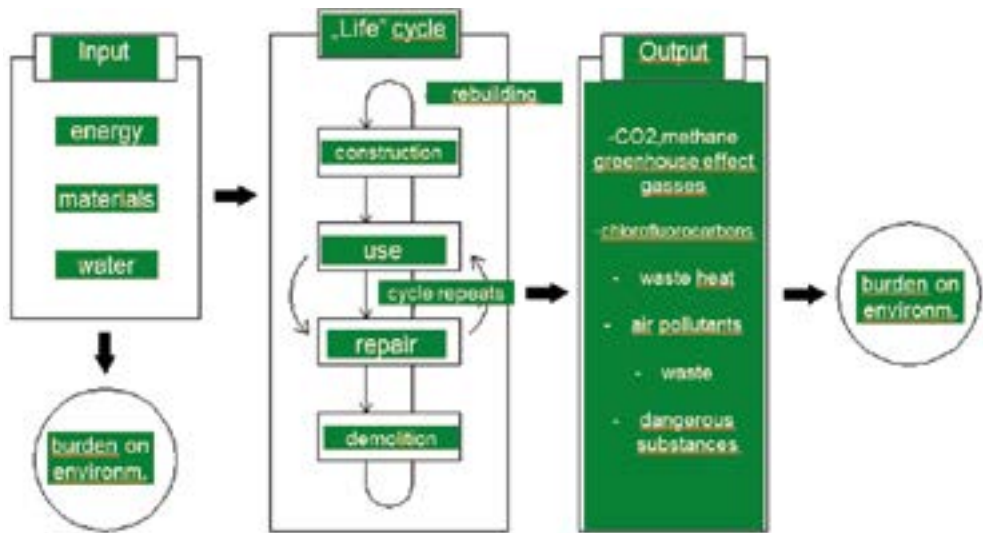 Input
energy
materials
water
burden on
environm.
„Life” cycle
rebuilding
construction
use
cycle repeats
repair
demolition
Output
-CO2,methane
greenhouse effect
gasses
-chlorofluorocarbons
- waste heat
- air pollutants
- waste
- dangerous
substances
burden on
environm.